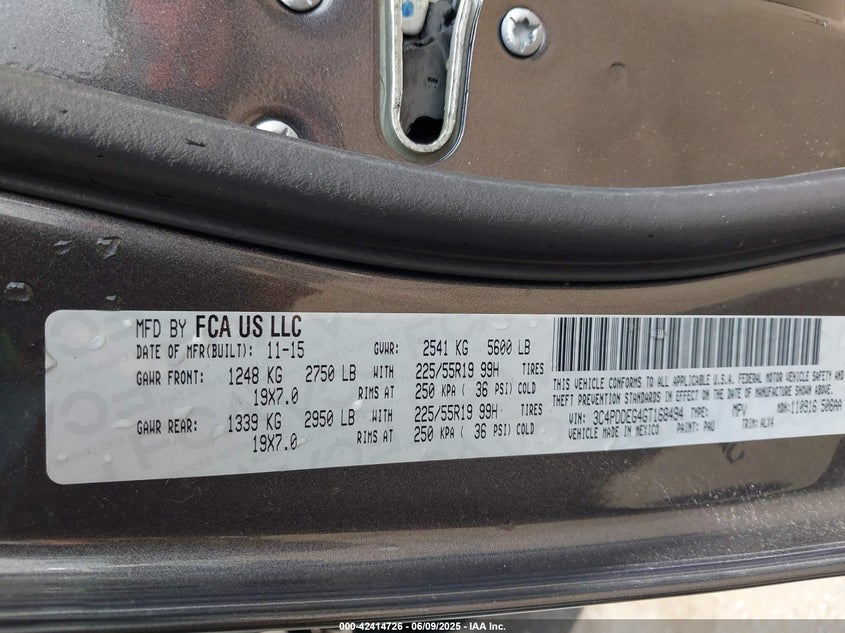 MFD BY FCA US LLC
DATE OF MFR(BUILT): 11-15 GVWR: 2541 KG 5600 LB
GAWR FRONT: 1248 KG 2750 LB WITH 225/55R19 99H TIRES
19X7.0 RIMS AT 250 KPA ( 36 PSI) COLD
GAWR REAR: 1339 KG 2950 LB WITH 225/55R19 99H TIRES
19X7.0 RIMS AT 250 KPA ( 36 PSI) COLD
THIS VEHICLE CONFORMS TO ALL APPLICABLE U.S.A. FEDERAL MOTOR VEHICLE SAFETY AND
THEFT PREVENTION STANDARDS IN EFFECT ON THE DATE OF MANUFACTURE SHOWN ABOVE.
VIN: 3C4PDDEG4GT168494 TYPE: MPV MDH: 110916 506AA
VEHICLE MADE IN MEXICO PAINT: PAU TRIM: ALX4
000-42414726 - 06/09/2025 - IAA Inc.